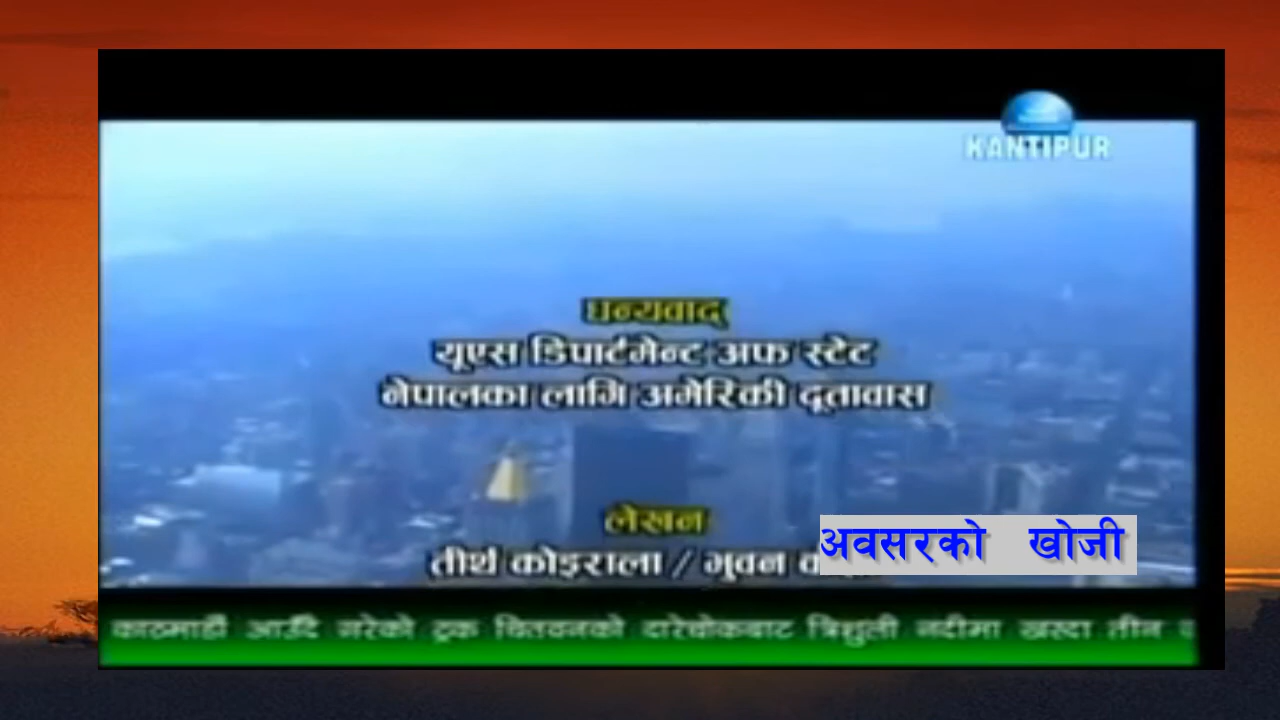 KANTIPUR
धन्यवाद्
यूएस डिपार्टमेन्ट अफ स्टेट
नेपालका लागि अमेरिकी दूतावास
लेखन
तीर्थ कोइराला / भुवन
अवसरको खोजी
काठमाडौं आउँदै गरेको ट्रक चितवनको दारेचोकबाट त्रिशुली नदीमा खस्दा तीन